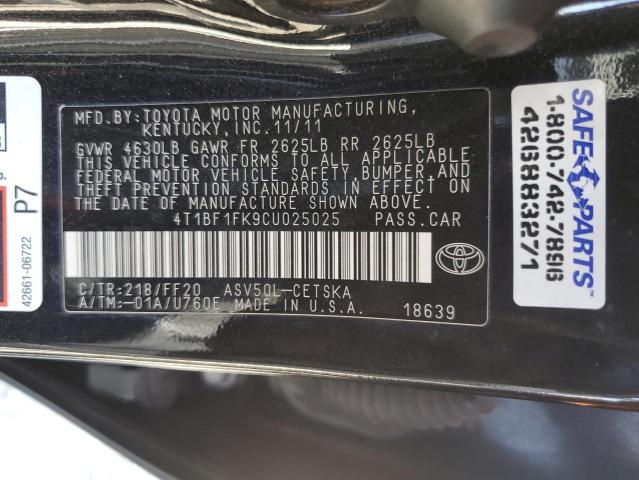 MFD.BY:TOYOTA MOTOR MANUFACTURING,
KENTUCKY, INC. 11/11
GVWR 4630LB GAWR FR 2625LB RR 2625LB
THIS VEHICLE CONFORMS TO ALL APPLICABLE
FEDERAL MOTOR VEHICLE SAFETY,BUMPER,AND
THEFT PREVENTION STANDARDS IN EFFECT ON
THE DATE OF MANUFACTURE SHOWN ABOVE.
4T1BF1FK9CU025025 PASS.CAR
C/TR:218/FF20 ASV50L-CETSKA
A/TM:-01A/U760E MADE IN U.S.A.
18639
P7
42661-06722
SAFE PARTS™
1-800-742-7896
426883271